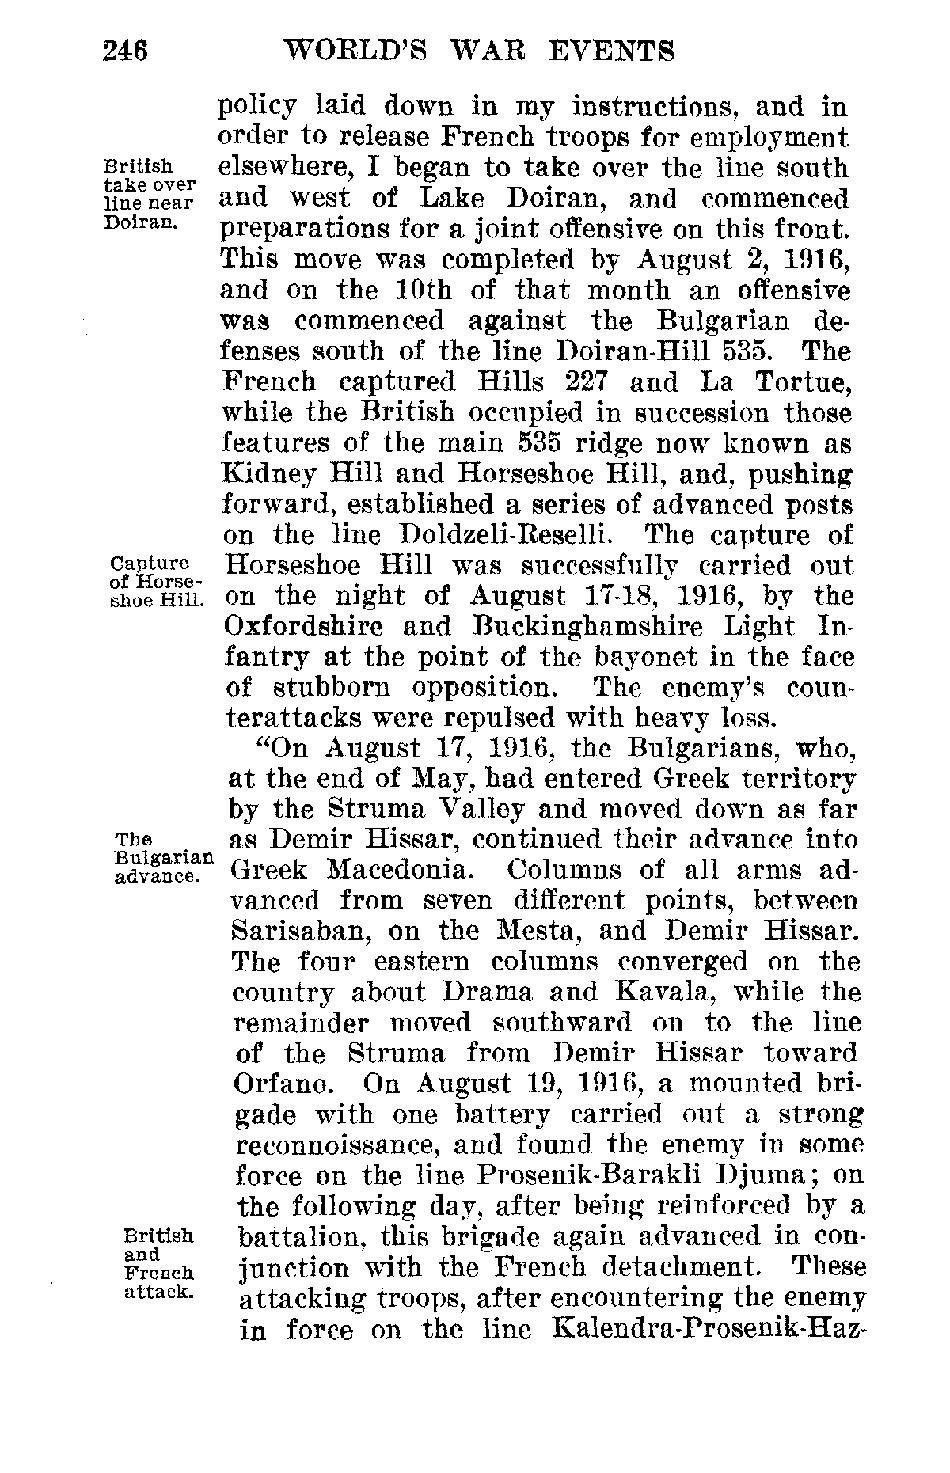 246 WORLD'S WAR EVENTS
policy laid down in my instructions, and in
order to release French troops for employment
British
take over
line near
Doiran.
elsewhere, I began to take over the line south
and west of Lake Doiran, and commenced
preparations for a joint offensive on this front.
This move was completed by August 2, 1916,
and on the 10th of that month an offensive
was commenced against the Bulgarian de-
fenses south of the line Doiran-Hill 535. The
French captured Hills 227 and La Tortue,
while the British occupied in succession those
features of the main 535 ridge now known as
Kidney Hill and Horseshoe Hill, and, pushing
forward, established a series of advanced posts
on the line Doldzeli-Reselli. The capture of
Capture
of Horse-
shoe Hill.
Horseshoe Hill was successfully carried out
on the night of August 17-18, 1916, by the
Oxfordshire and Buckinghamshire Light In-
fantry at the point of the bayonet in the face
of stubborn opposition. The enemy's coun-
terattacks were repulsed with heavy loss.
“On August 17, 1916, the Bulgarians, who,
at the end of May, had entered Greek territory
by the Struma Valley and moved down as far
The
Bulgarian
advance.
as Demir Hissar, continued their advance into
Greek Macedonia. Columns of all arms ad-
vanced from seven different points, between
Sarisaban, on the Mesta, and Demir Hissar.
The four eastern columns converged on the
country about Drama and Kavala, while the
remainder moved southward on to the line
of the Struma from Demir Hissar toward
Orfano. On August 19, 1916, a mounted bri-
gade with one battery carried out a strong
reconnoissance, and found the enemy in some
force on the line Prosenik-Barakli Djuma; on
the following day, after being reinforced by a
British
and
French
attack.
battalion, this brigade again advanced in con-
junction with the French detachment. These
attacking troops, after encountering the enemy
in force on the line Kalendra-Prosenik-Haz-